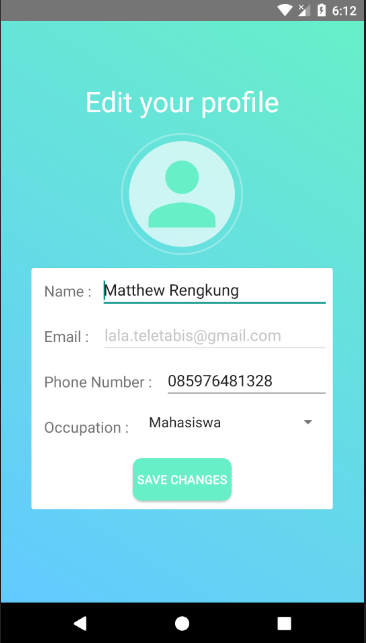 6:12
Edit your profile
Name : Matthew Rengkung
Email : lala.teletabis@gmail.com
Phone Number : 085976481328
Occupation : Mahasiswa
SAVE CHANGES